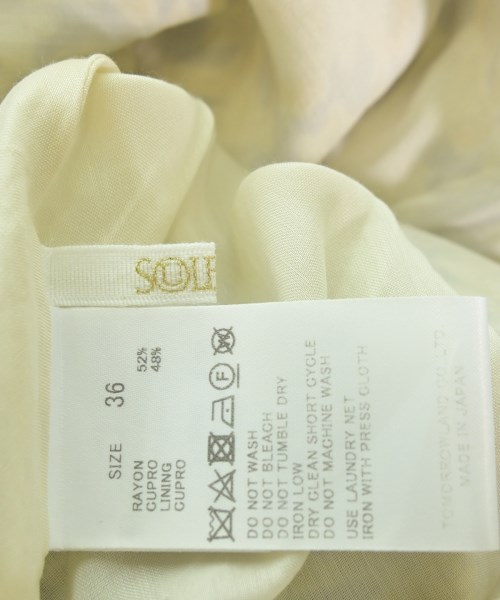 SIZE 36
RAYON 52%
CUPRO 48%
LINING
CUPRO
F
DO NOT WASH
DO NOT BLEACH
DO NOT TUMBLE DRY
IRON LOW
DRY CLEAN SHORT CYCLE
DO NOT MACHINE WASH
USE LAUNDRY NET
IRON WITH PRESS CLOTH
MADE IN JAPAN